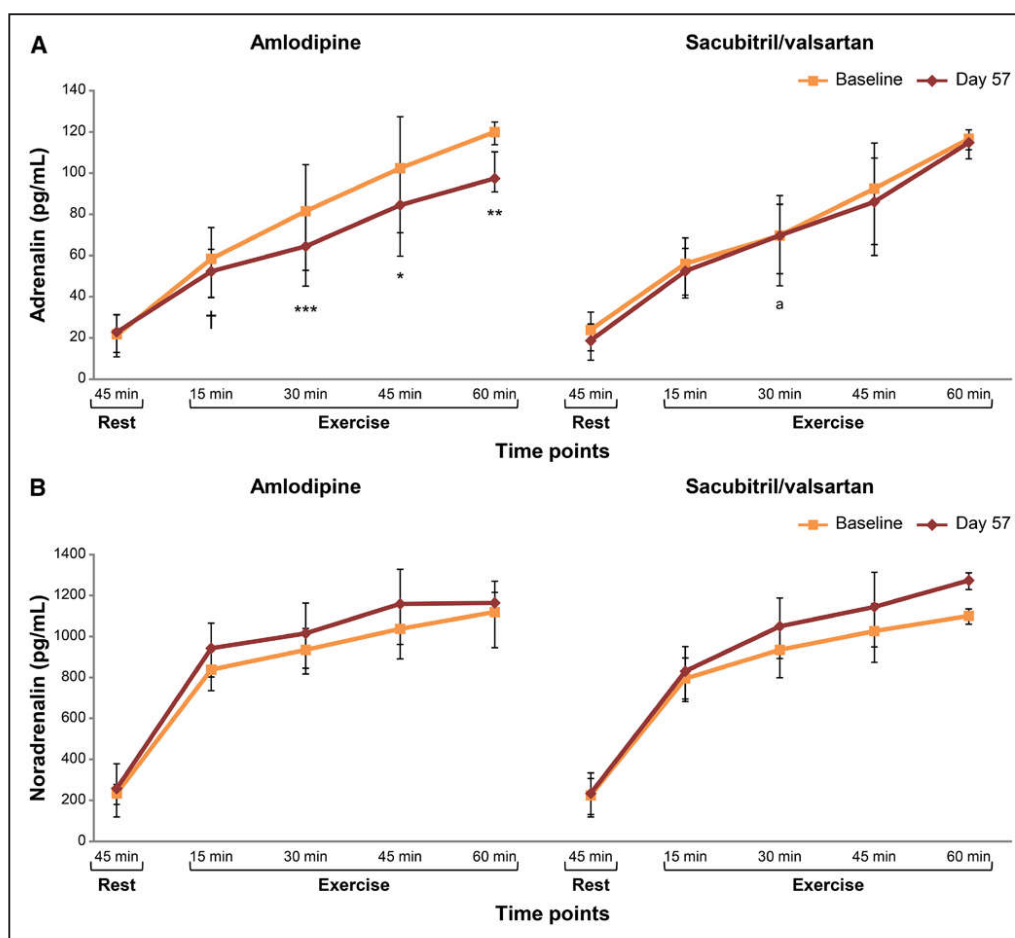 A
Amlodipine Sacubitril/valsartan
Baseline Day 57
Adrenalin (pg/mL)
140
120
100
80
60
40
20
0
† *** * ** a
45 min 15 min 30 min 45 min 60 min 45 min 15 min 30 min 45 min 60 min
Rest Exercise Rest Exercise
Time points
B
Amlodipine Sacubitril/valsartan
Baseline Day 57
Noradrenalin (pg/mL)
1400
1200
1000
800
600
400
200
0
45 min 15 min 30 min 45 min 60 min 45 min 15 min 30 min 45 min 60 min
Rest Exercise Rest Exercise
Time points